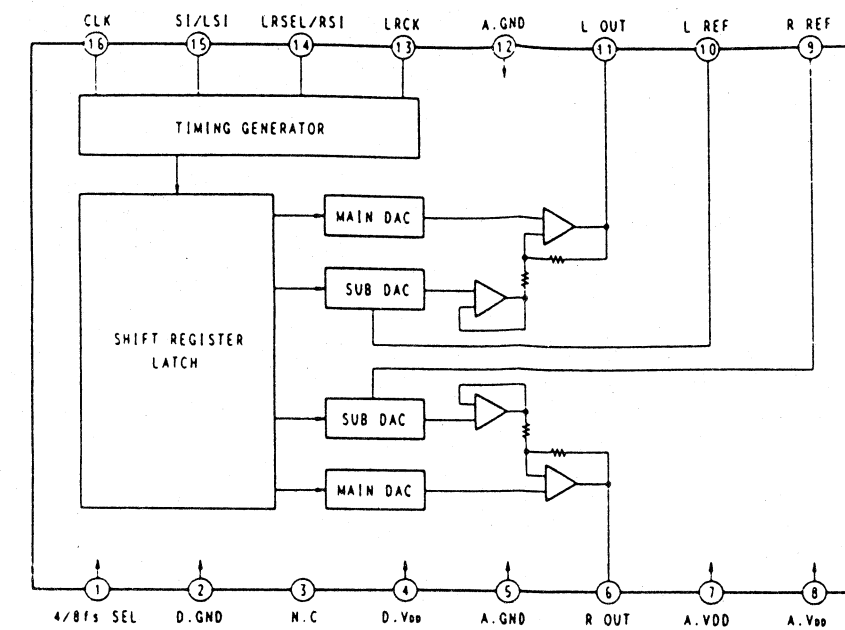 CLK SI/LSI LRSEL/RSI LRCK A.GND L OUT L REF R REF
16 15 14 13 12 11 10 9
TIMING GENERATOR
MAIN DAC
SUB DAC
SHIFT REGISTER
LATCH
SUB DAC
MAIN DAC
1 2 3 4 5 6 7 8
4/8fs SEL D.GND N.C D.VDD A.GND R OUT A.VDD A.VDD